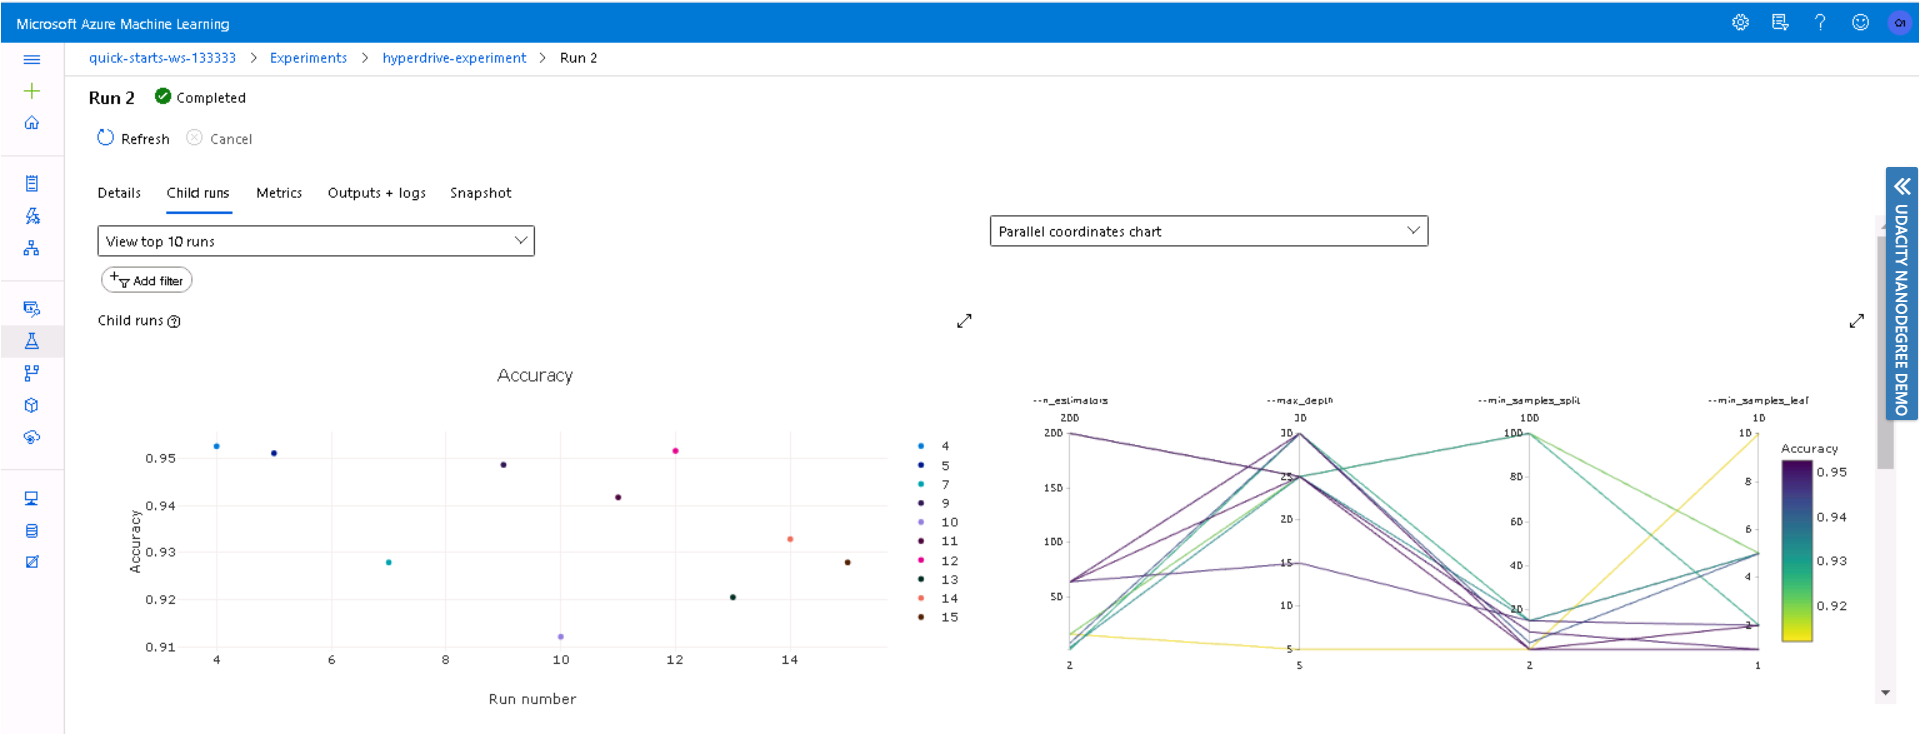 Microsoft Azure Machine Learning
quick-starts-ws-133333 > Experiments > hyperdrive-experiment > Run 2
Run 2 Completed
Refresh Cancel
Details Child runs Metrics Outputs + logs Snapshot
View top 10 runs
Parallel coordinates chart
Add filter
Child runs
UDACITY NANODEGREE DEMO
Accuracy
0.95
0.94
0.93
0.92
0.91
Accuracy
4 6 8 10 12 14
Run number
4
5
7
9
10
11
12
13
14
15
--n_estimators --max_depth --min_samples_split --min_samples_leaf
200 30 100 10
200
150
100
50
2
30
25
20
15
10
5
5
100
80
60
40
20
2
10
8
6
4
2
1
Accuracy
0.95
0.94
0.93
0.92